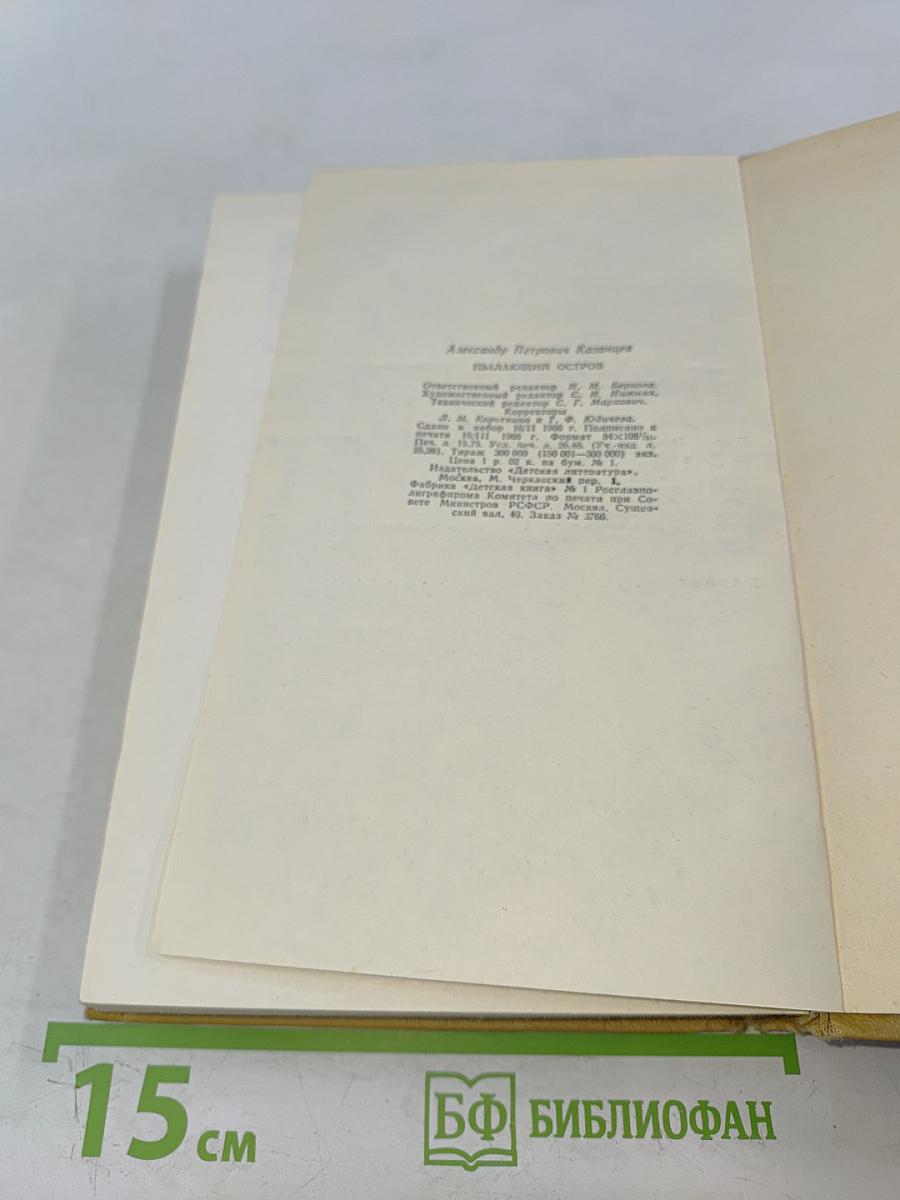 Александр Петрович Казанцев
ПЫЛАЮЩИЙ ОСТРОВ
Ответственный редактор Н. М. Беркова.
Художественный редактор С. И. Нижняя.
Технический редактор С. Г. Маркович.
Корректоры
Л. М. Короткина и Т. Ф. Юдичева.
Сдано в набор 16/II 1966 г. Подписано к
печати 16/III 1966 г. Формат 84×108¹/₃₂.
Печ. л. 15,75. Усл. печ. л. 26,46. (Уч.-изд. л.
25,98). Тираж 300 000 (150 001—300 000) экз.
Цена 1 р. 02 к. на бум. № 1.
Издательство «Детская литература».
Москва, М. Черкасский пер. 1.
Фабрика «Детская книга» № 1 Росглавпо-
лиграфпрома Комитета по печати при Со-
вете Министров РСФСР. Москва, Сущев-
ский вал, 49. Заказ № 3766.
15 см
БФ БИБЛИОФАН